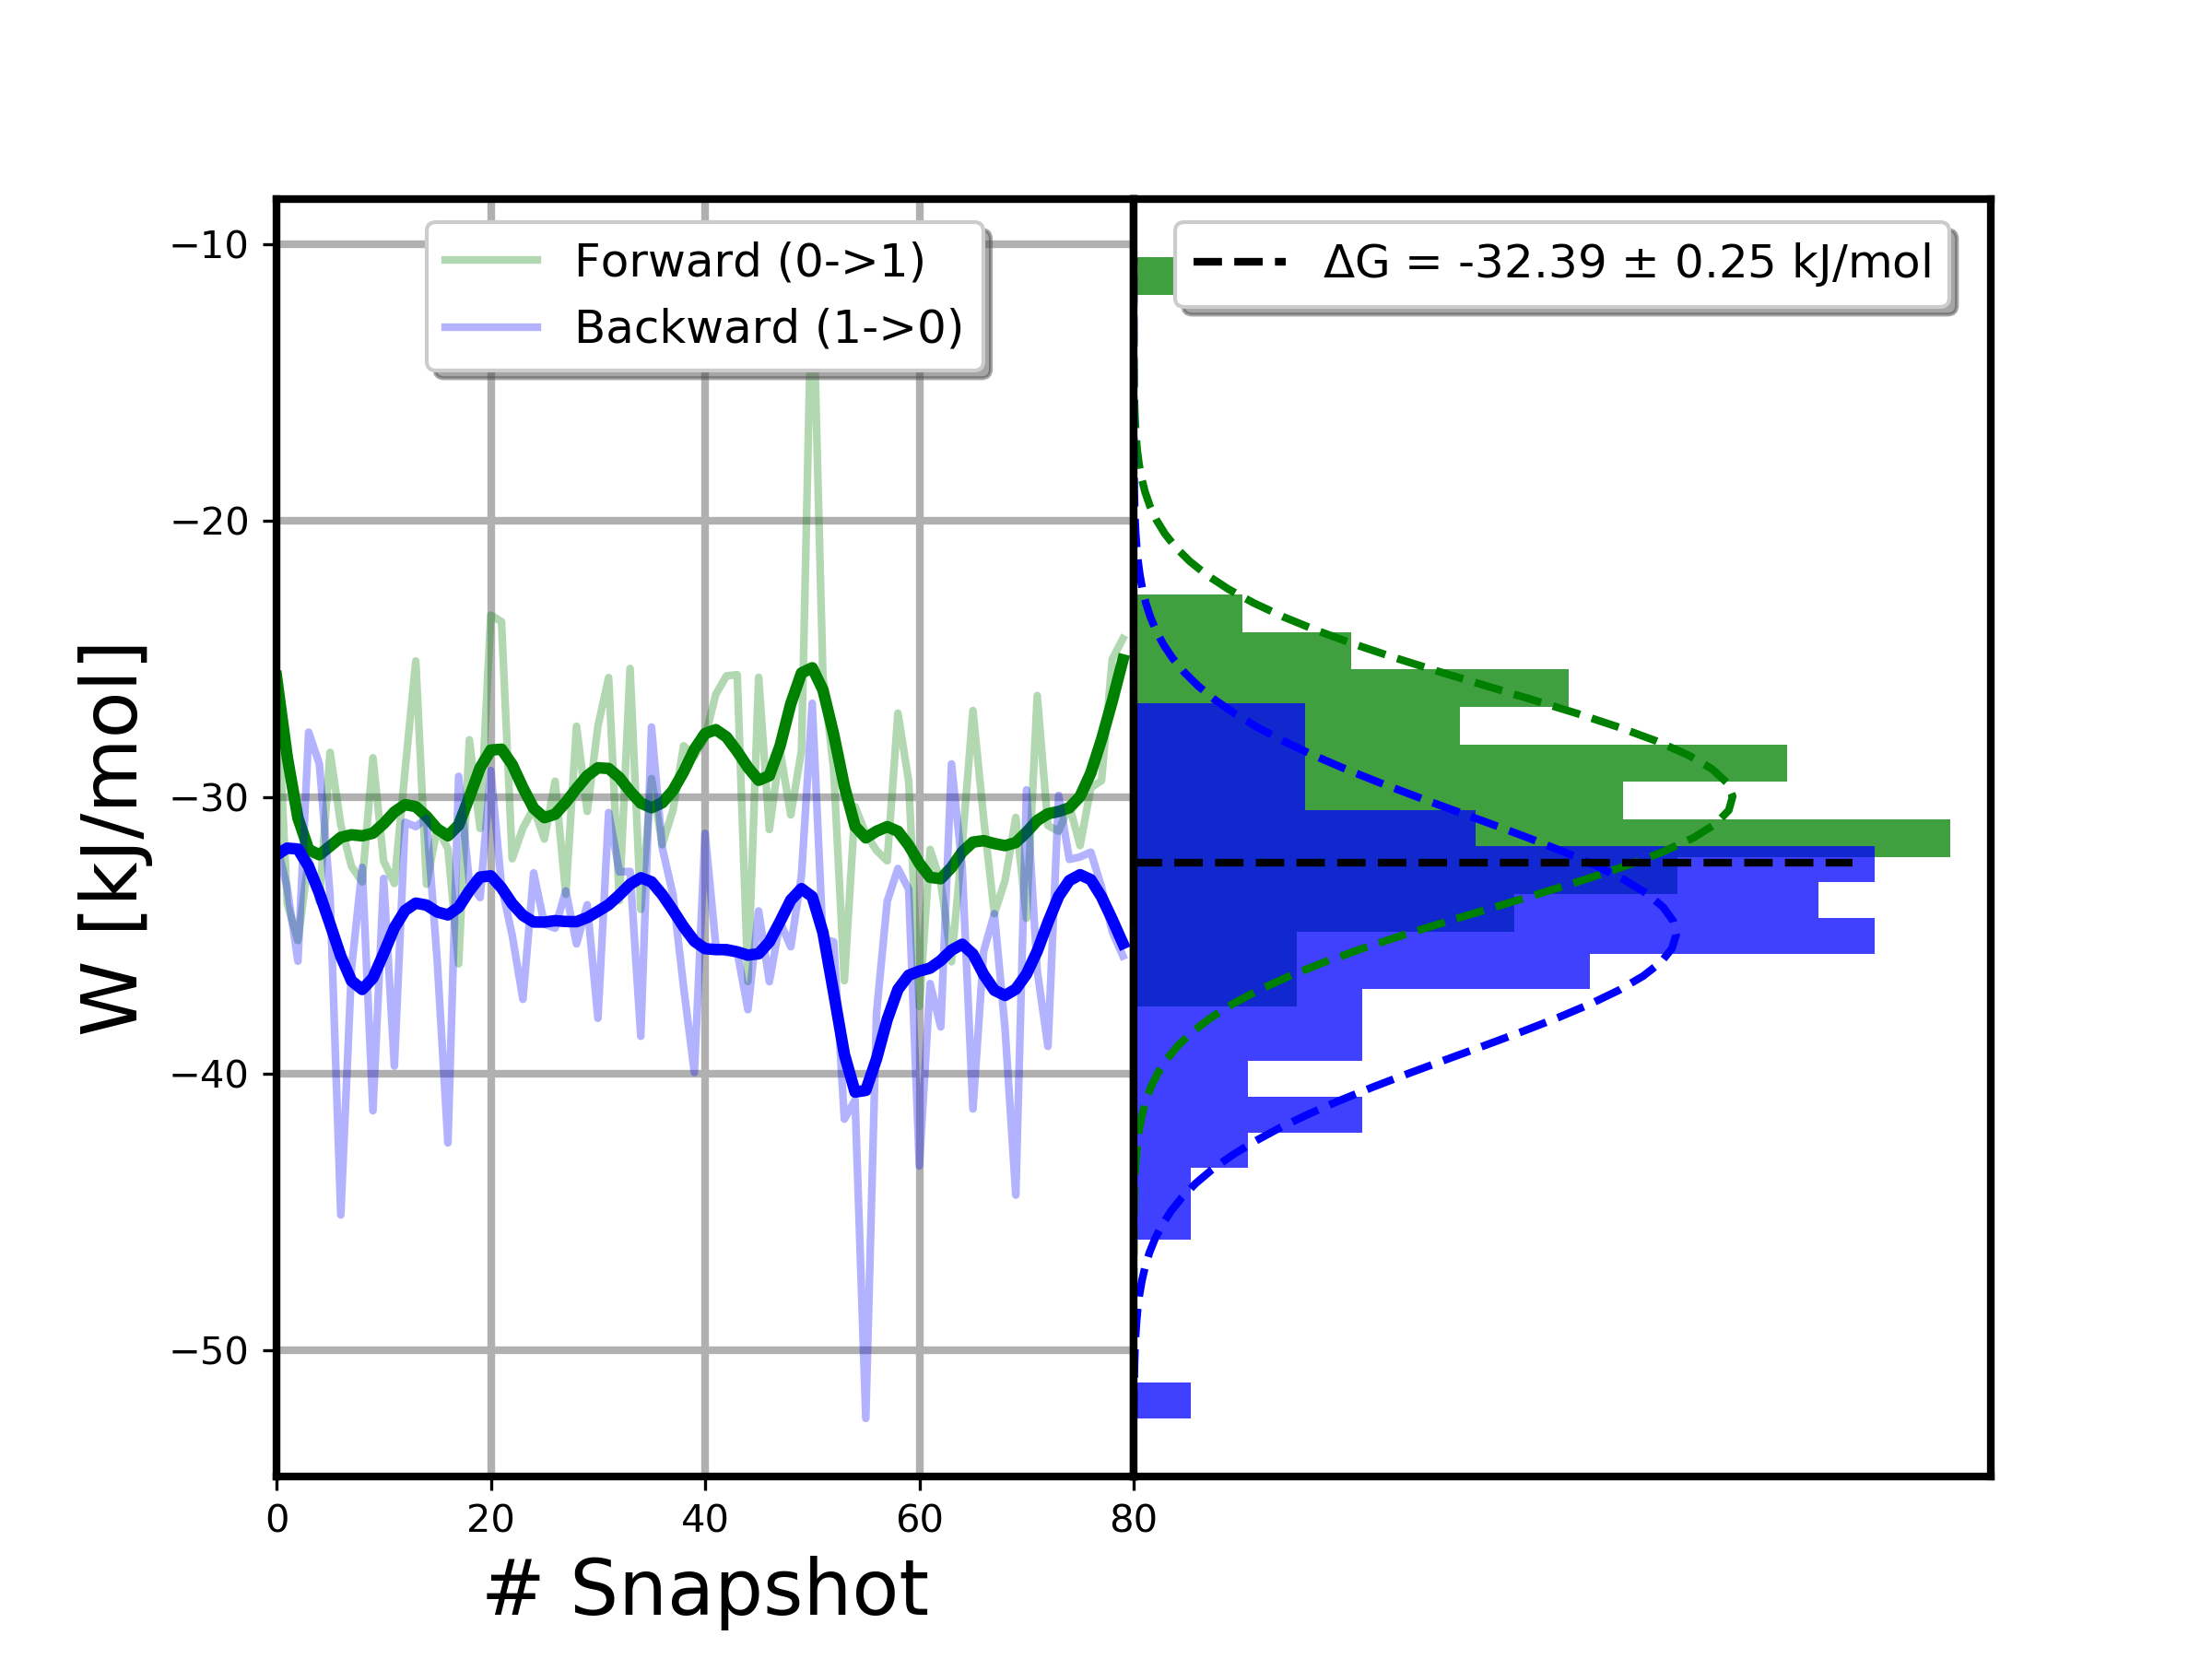 Forward (0->1)
Backward (1->0)
ΔG = -32.39 ± 0.25 kJ/mol
W [kJ/mol]
−10
−20
−30
−40
−50
0
20
40
60
80
# Snapshot